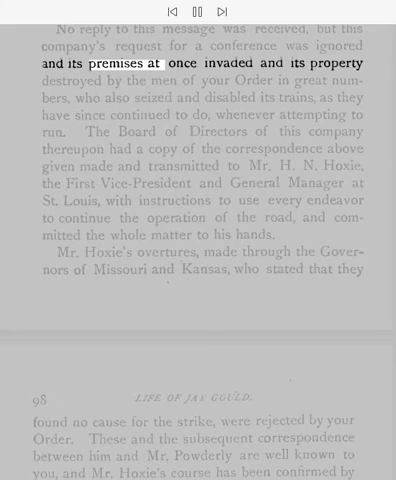 No reply to this message was received, but this
company's request for a conference was ignored
and its premises at once invaded and its property
destroyed by the men of your Order in great num-
bers, who also seized and disabled its trains, as they
have since continued to do, whenever attempting to
run. The Board of Directors of this company
thereupon had a copy of the correspondence above
given made and transmitted to Mr. H. N. Hoxie,
the First Vice-President and General Manager at
St. Louis, with instructions to use every endeavor
to continue the operation of the road, and com-
mitted the whole matter to his hands.
Mr. Hoxie's overtures, made through the Gover-
nors of Missouri and Kansas, who stated that they
98 LIFE OF JAY GOULD.
found no cause for the strike, were rejected by your
Order. These and the subsequent correspondence
between him and Mr. Powderly are well known to
you, and Mr. Hoxie's course has been confirmed by